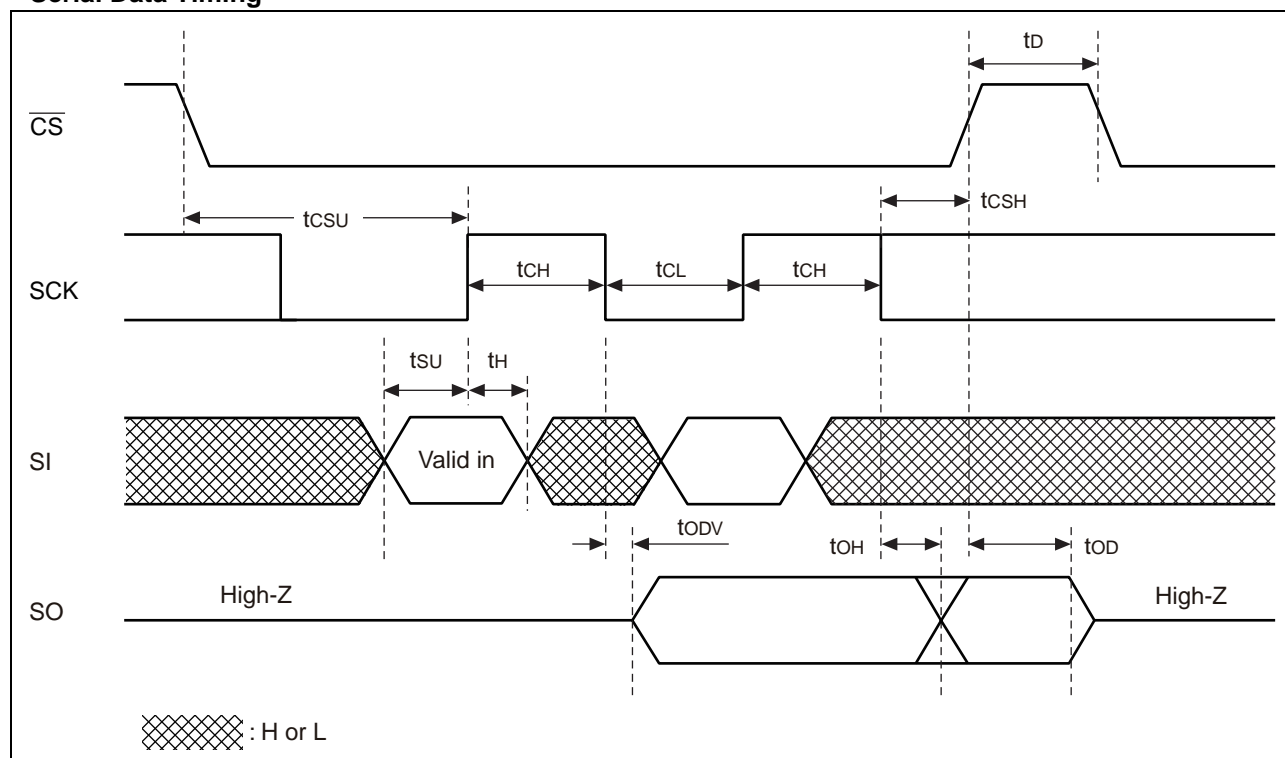 Serial Data Timing
tD
CS
tCSU
tCSH
SCK
tCH
tCL
tCH
tSU
tH
SI
Valid in
tODV
tOH
tOD
SO
High-Z
High-Z
: H or L